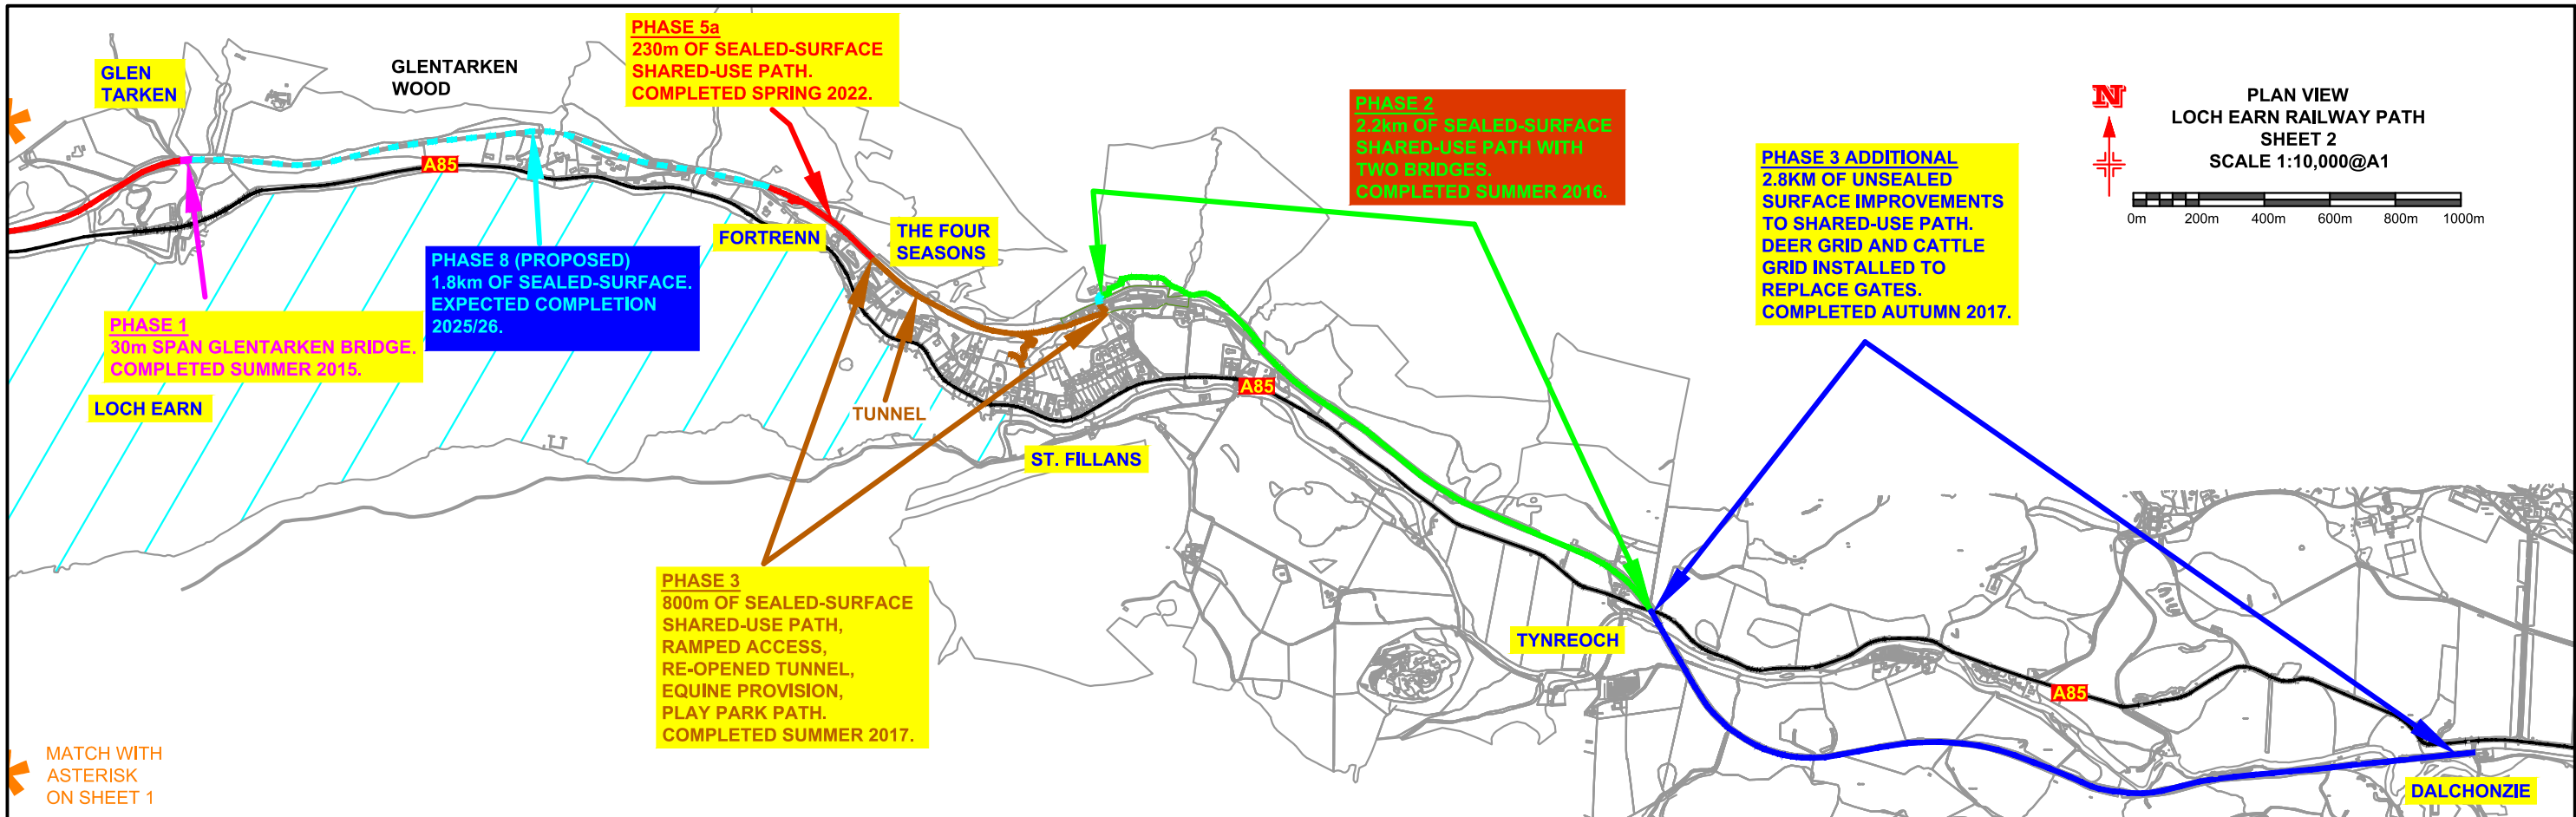 GLEN
TARKEN
GLENTARKEN
WOOD
PHASE 5a
230m OF SEALED-SURFACE
SHARED-USE PATH.
COMPLETED SPRING 2022.
PHASE 2
2.2km OF SEALED-SURFACE
SHARED-USE PATH WITH
TWO BRIDGES.
COMPLETED SUMMER 2016.
PHASE 3 ADDITIONAL
2.8KM OF UNSEALED
SURFACE IMPROVEMENTS
TO SHARED-USE PATH.
DEER GRID AND CATTLE
GRID INSTALLED TO
REPLACE GATES.
COMPLETED AUTUMN 2017.
N
PLAN VIEW
LOCH EARN RAILWAY PATH
SHEET 2
SCALE 1:10,000@A1
0m 200m 400m 600m 800m 1000m
A85
FORTRENN
THE FOUR
SEASONS
PHASE 8 (PROPOSED)
1.8km OF SEALED-SURFACE.
EXPECTED COMPLETION
2025/26.
PHASE 1
30m SPAN GLENTARKEN BRIDGE.
COMPLETED SUMMER 2015.
LOCH EARN
TUNNEL
A85
ST. FILLANS
PHASE 3
800m OF SEALED-SURFACE
SHARED-USE PATH,
RAMPED ACCESS,
RE-OPENED TUNNEL,
EQUINE PROVISION,
PLAY PARK PATH.
COMPLETED SUMMER 2017.
TYNREOCH
A85
DALCHONZIE
MATCH WITH
ASTERISK
ON SHEET 1